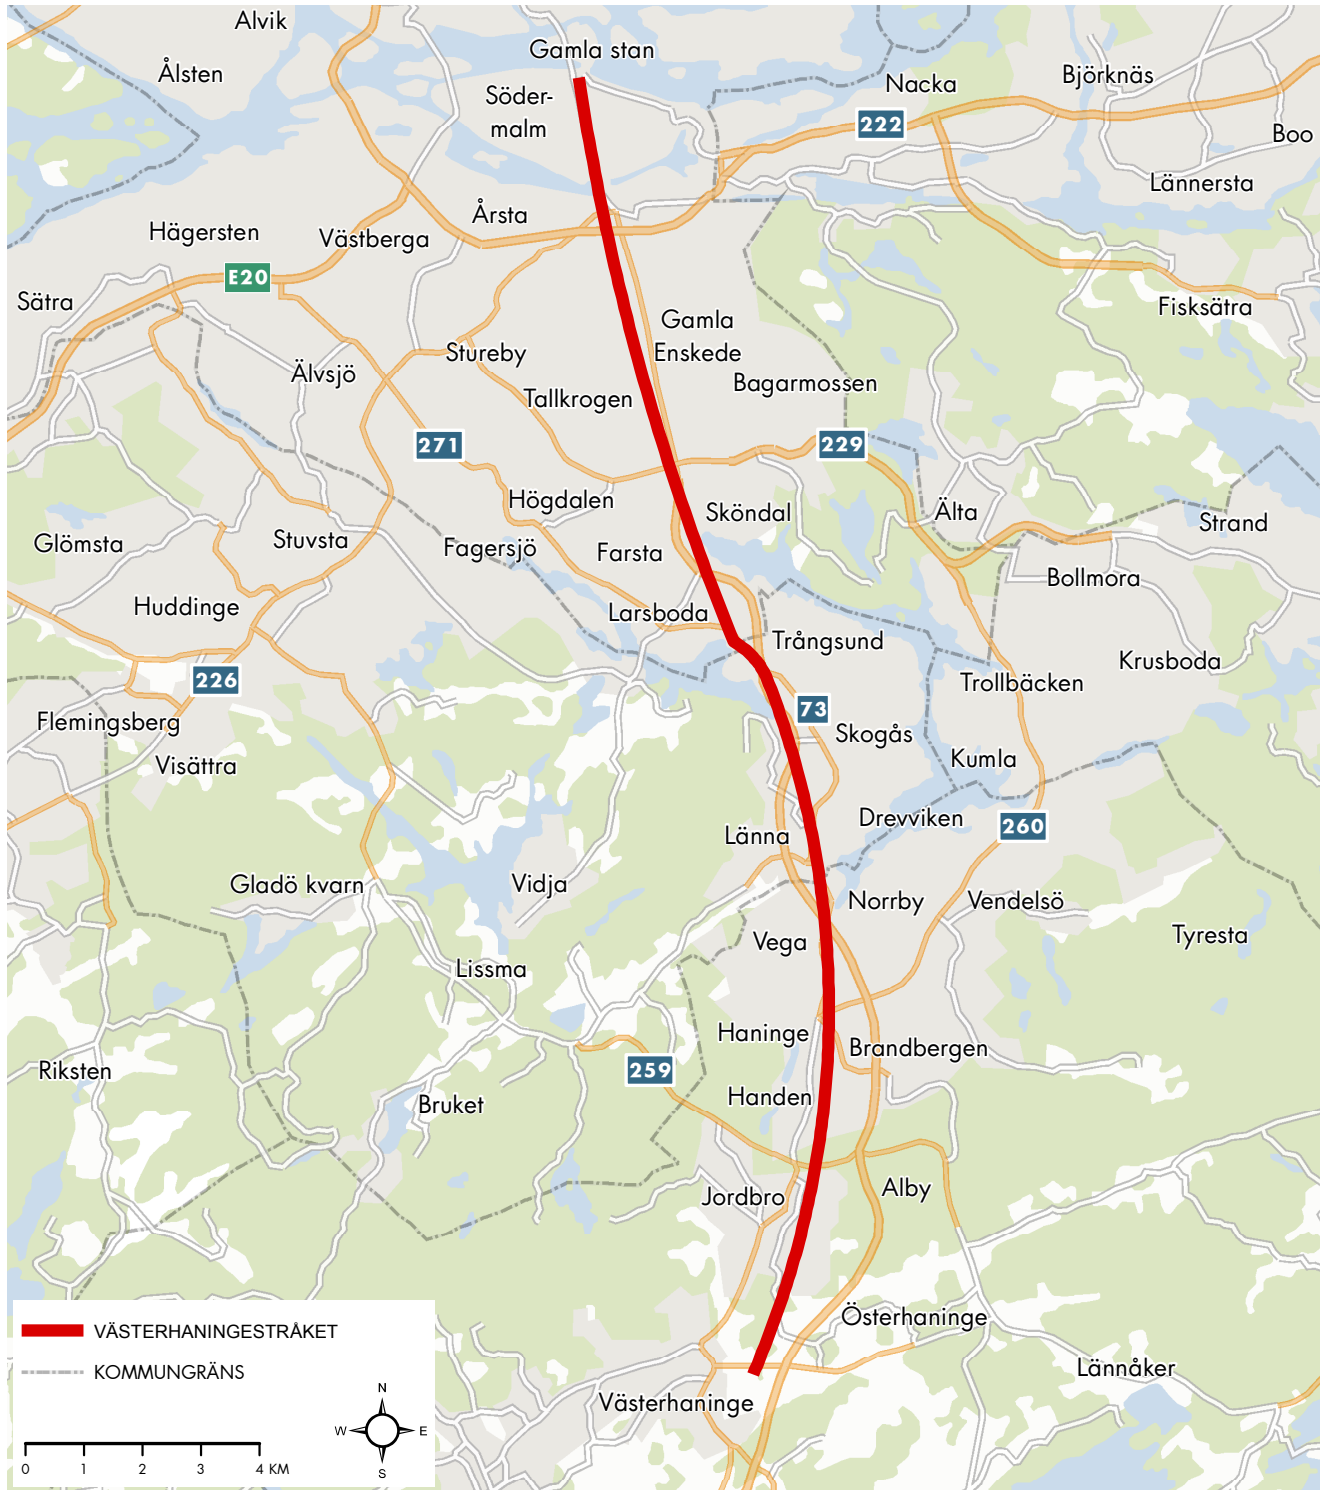 Alvik
Gamla stan
Ålsten
Björknäs
Nacka
Söder-
malm
222
Boo
Lännersta
Årsta
Hägersten
Västberga
E20
Sätra
Fisksätra
Gamla
Enskede
Stureby
Älvsjö
Bagarmossen
Tallkrogen
271
229
Högdalen
Sköndal
Älta
Strand
Glömsta
Stuvsta
Fagersjö
Farsta
Bollmora
Huddinge
Larsboda
Trångsund
Krusboda
226
Trollbäcken
73
Flemingsberg
Skogås
Visättra
Kumla
Drevviken
260
Länna
Gladö kvarn
Vidja
Norrby
Vendelsö
Vega
Tyresta
Lissma
Haninge
Brandbergen
Riksten
259
Handen
Bruket
Jordbro
Alby
Österhaninge
VÄSTERHANINGESTRÅKET
KOMMUNGRÄNS
Lännåker
Västerhaninge
N
W
E
S
0 1 2 3 4 KM